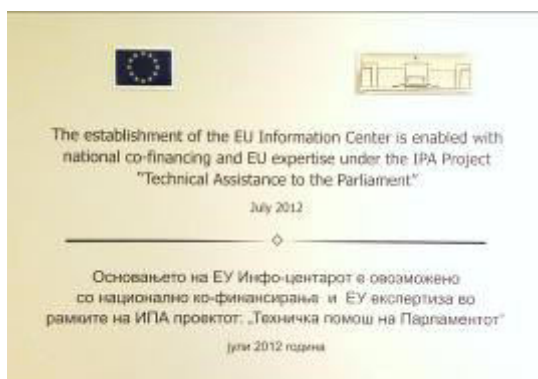 The establishment of the EU Information Center is enabled with
national co-financing and EU expertise under the IPA Project
"Technical Assistance to the Parliament"
July 2012
Основањето на ЕУ Инфо-центарот е овозможено
со национално ко-финансирање и ЕУ експертиза во
рамките на ИПА проектот: „Техничка помош на Парламентот“
јули 2012 година